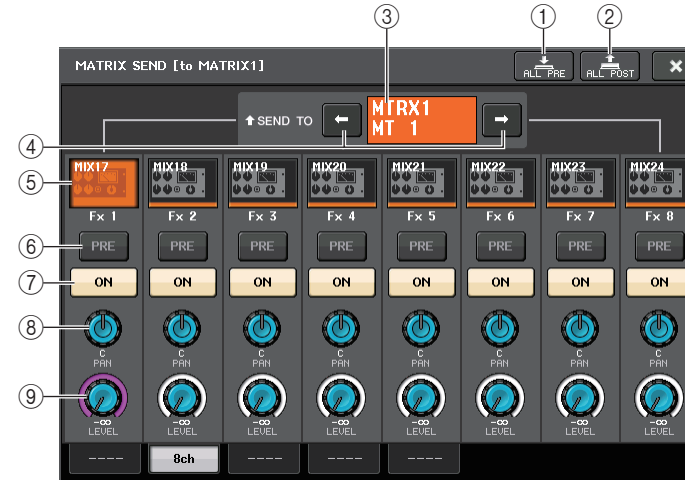 ① ② ③
MATRIX SEND [to MATRIX1]
ALL PRE ALL POST ×
SEND TO MTRX1
MT 1
④
⑤ MIX17 MIX18 MIX19 MIX20 MIX21 MIX22 MIX23 MIX24
Fx 1 Fx 2 Fx 3 Fx 4 Fx 5 Fx 6 Fx 7 Fx 8
⑥ PRE PRE PRE PRE PRE PRE PRE PRE
⑦ ON ON ON ON ON ON ON ON
⑧
C C C C C C C C
PAN PAN PAN PAN PAN PAN PAN PAN
⑨
-∞ -∞ -∞ -∞ -∞ -∞ -∞ -∞
LEVEL LEVEL LEVEL LEVEL LEVEL LEVEL LEVEL LEVEL
---- 8ch ---- ---- ----